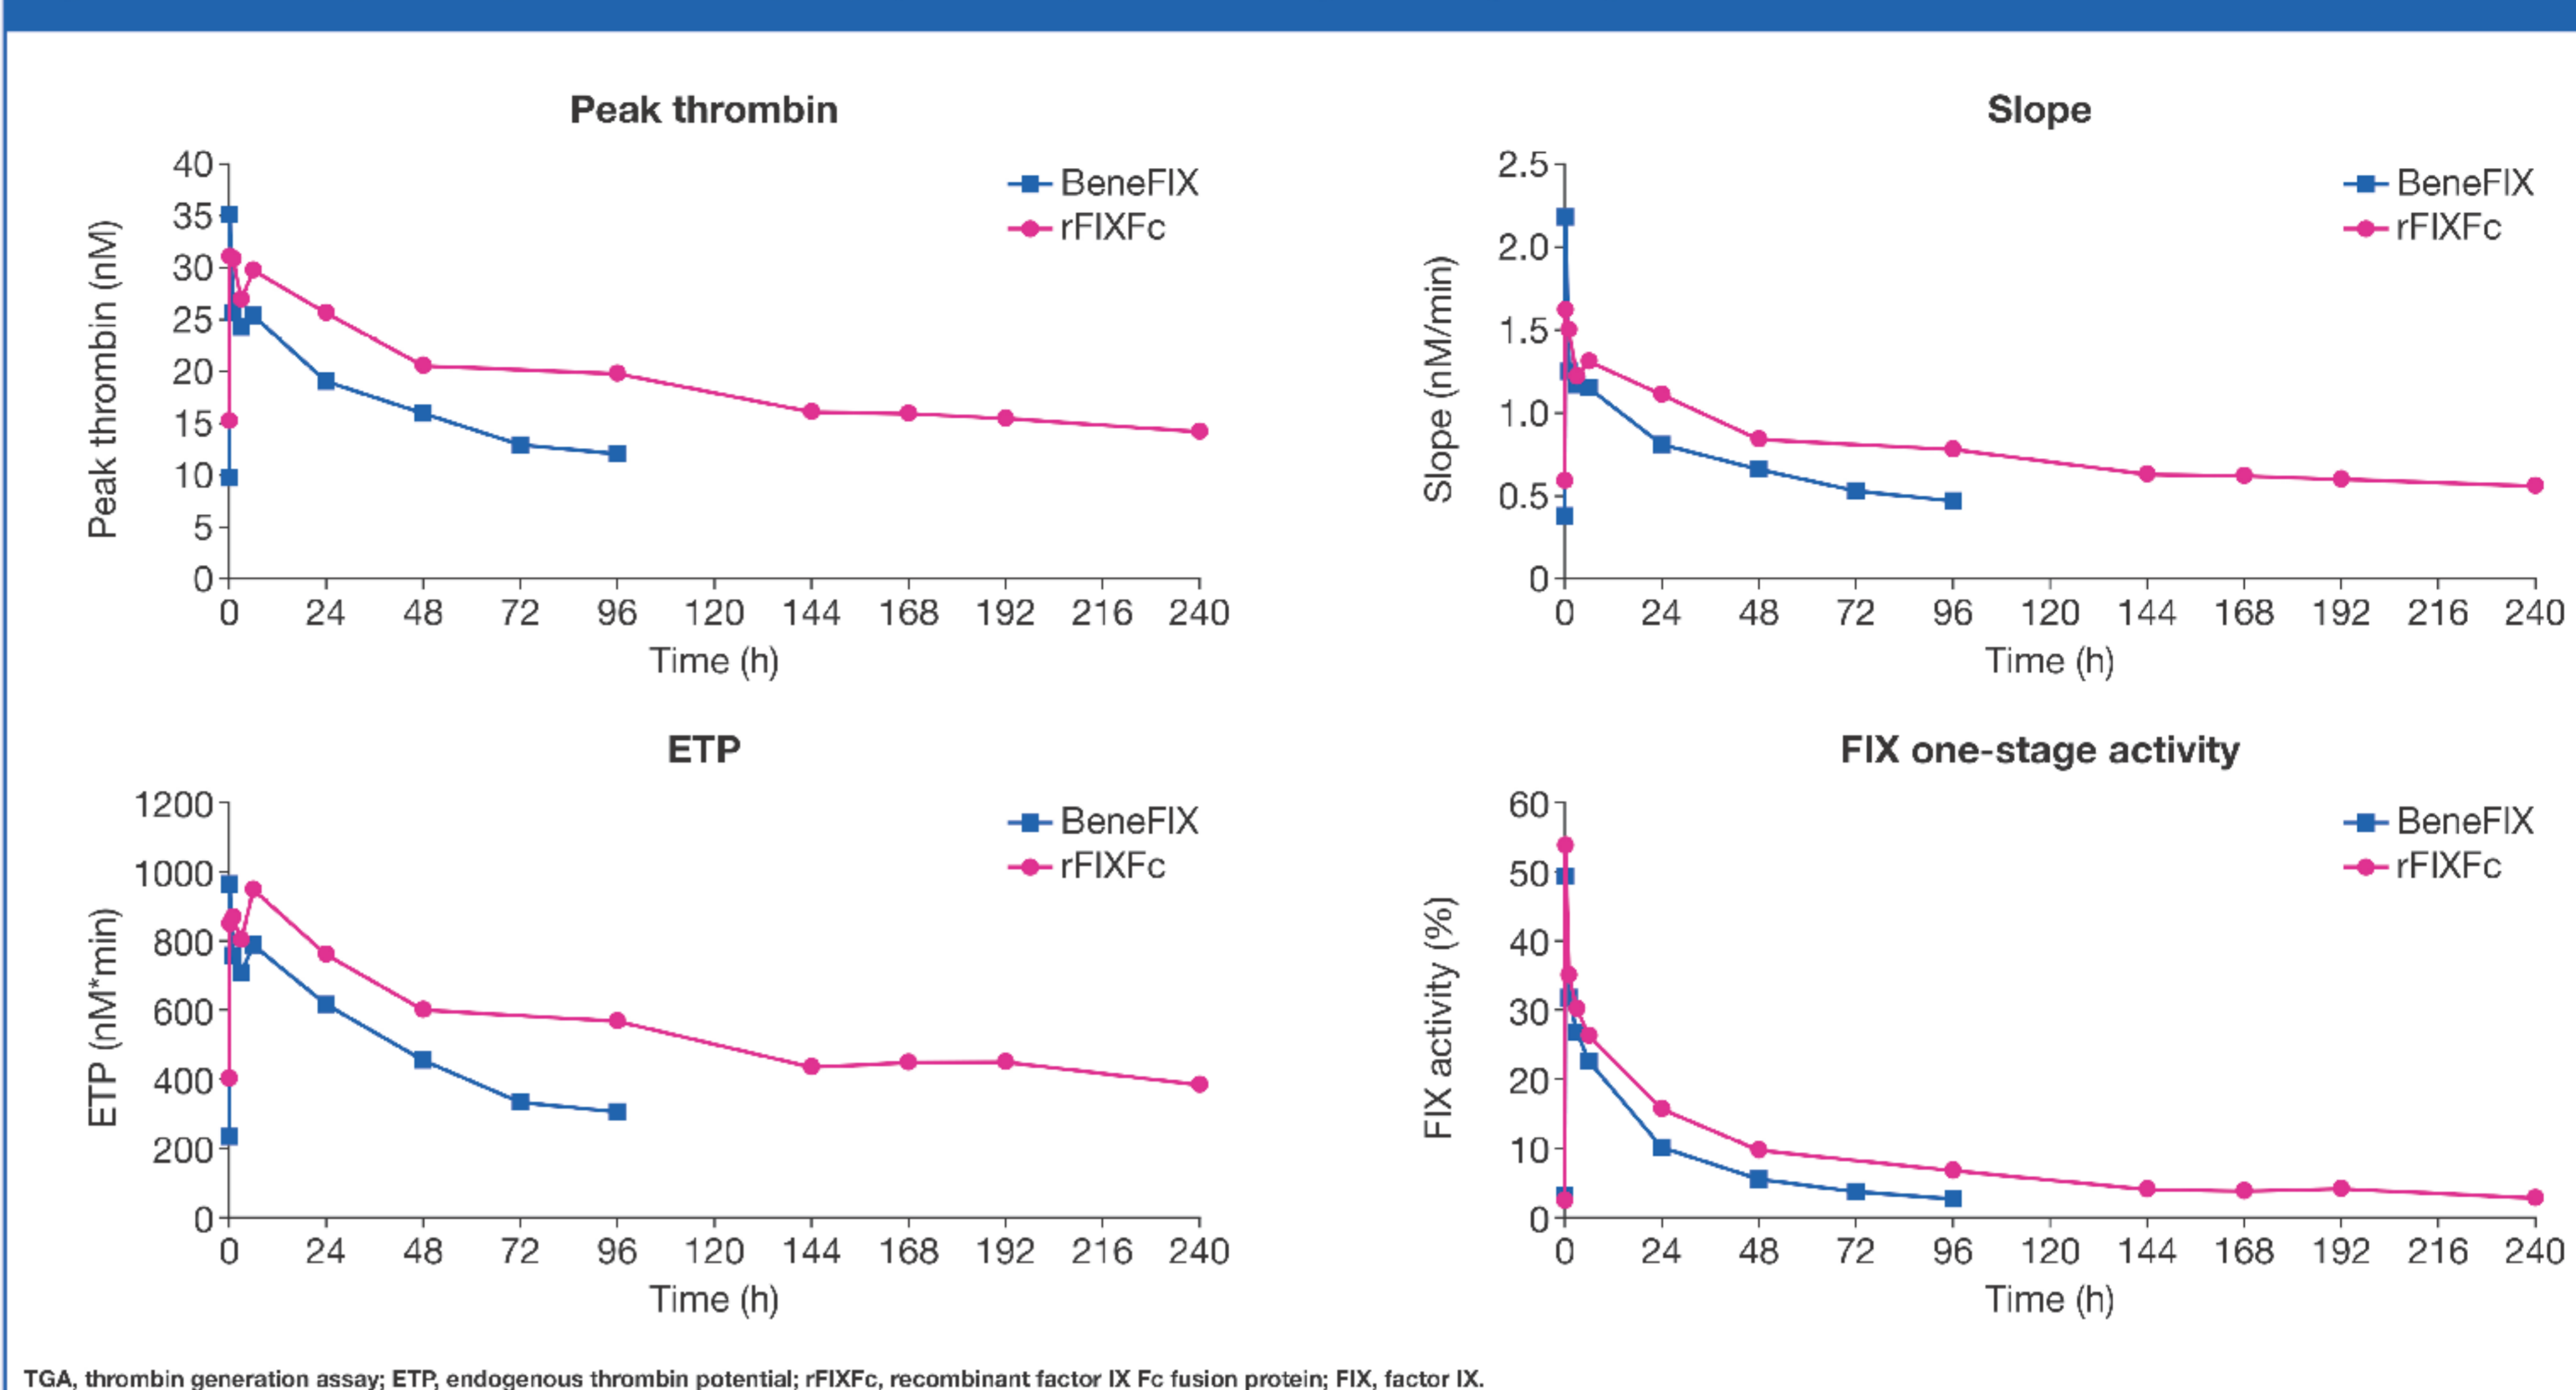 Peak thrombin
Peak thrombin (nM)
40
35
30
25
20
15
10
5
0
0 24 48 72 96 120 144 168 192 216 240
Time (h)
BeneFIX
rFIXFc
Slope
Slope (nM/min)
2.5
2.0
1.5
1.0
0.5
0
0 24 48 72 96 120 144 168 192 216 240
Time (h)
BeneFIX
rFIXFc
ETP
ETP (nM*min)
1200
1000
800
600
400
200
0
0 24 48 72 96 120 144 168 192 216 240
Time (h)
BeneFIX
rFIXFc
FIX one-stage activity
FIX activity (%)
60
50
40
30
20
10
0
0 24 48 72 96 120 144 168 192 216 240
Time (h)
BeneFIX
rFIXFc
TGA, thrombin generation assay; ETP, endogenous thrombin potential; rFIXFc, recombinant factor IX Fc fusion protein; FIX, factor IX.